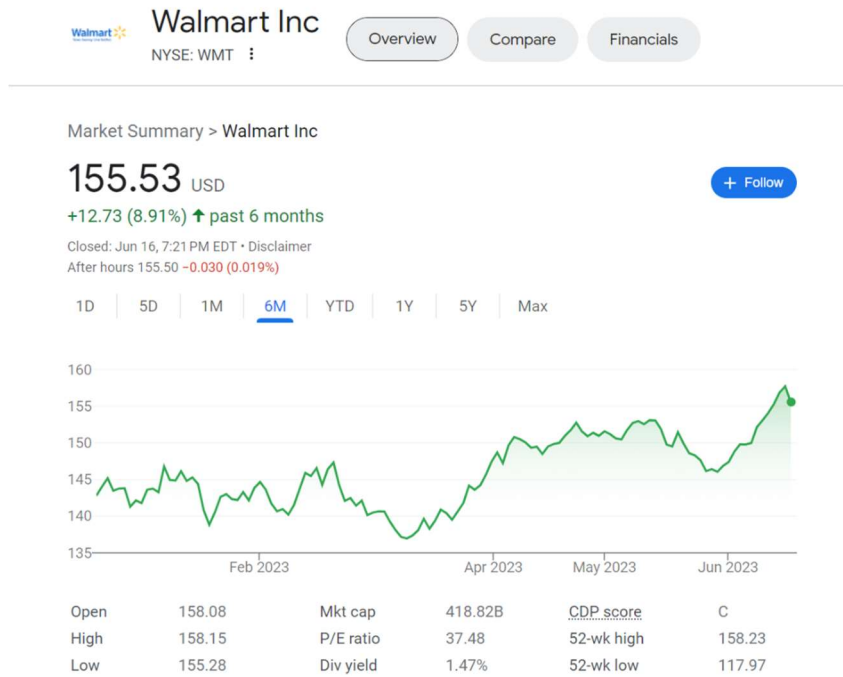 Walmart
Walmart Inc
NYSE: WMT
Overview
Compare
Financials
Market Summary > Walmart Inc
155.53 USD
+ Follow
+12.73 (8.91%) ↑ past 6 months
Closed: Jun 16, 7:21 PM EDT • Disclaimer
After hours 155.50 −0.030 (0.019%)
1D 5D 1M 6M YTD 1Y 5Y Max
160
155
150
145
140
135
Feb 2023 Apr 2023 May 2023 Jun 2023
Open 158.08 Mkt cap 418.82B CDP score C
High 158.15 P/E ratio 37.48 52-wk high 158.23
Low 155.28 Div yield 1.47% 52-wk low 117.97